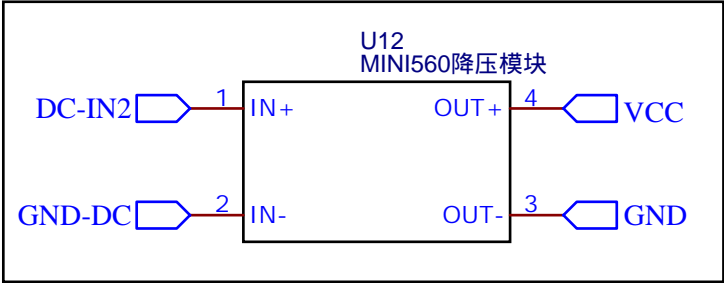 U12
MINI560降压模块
DC-IN2
1
IN+
OUT+
4
VCC
GND-DC
2
IN-
OUT-
3
GND